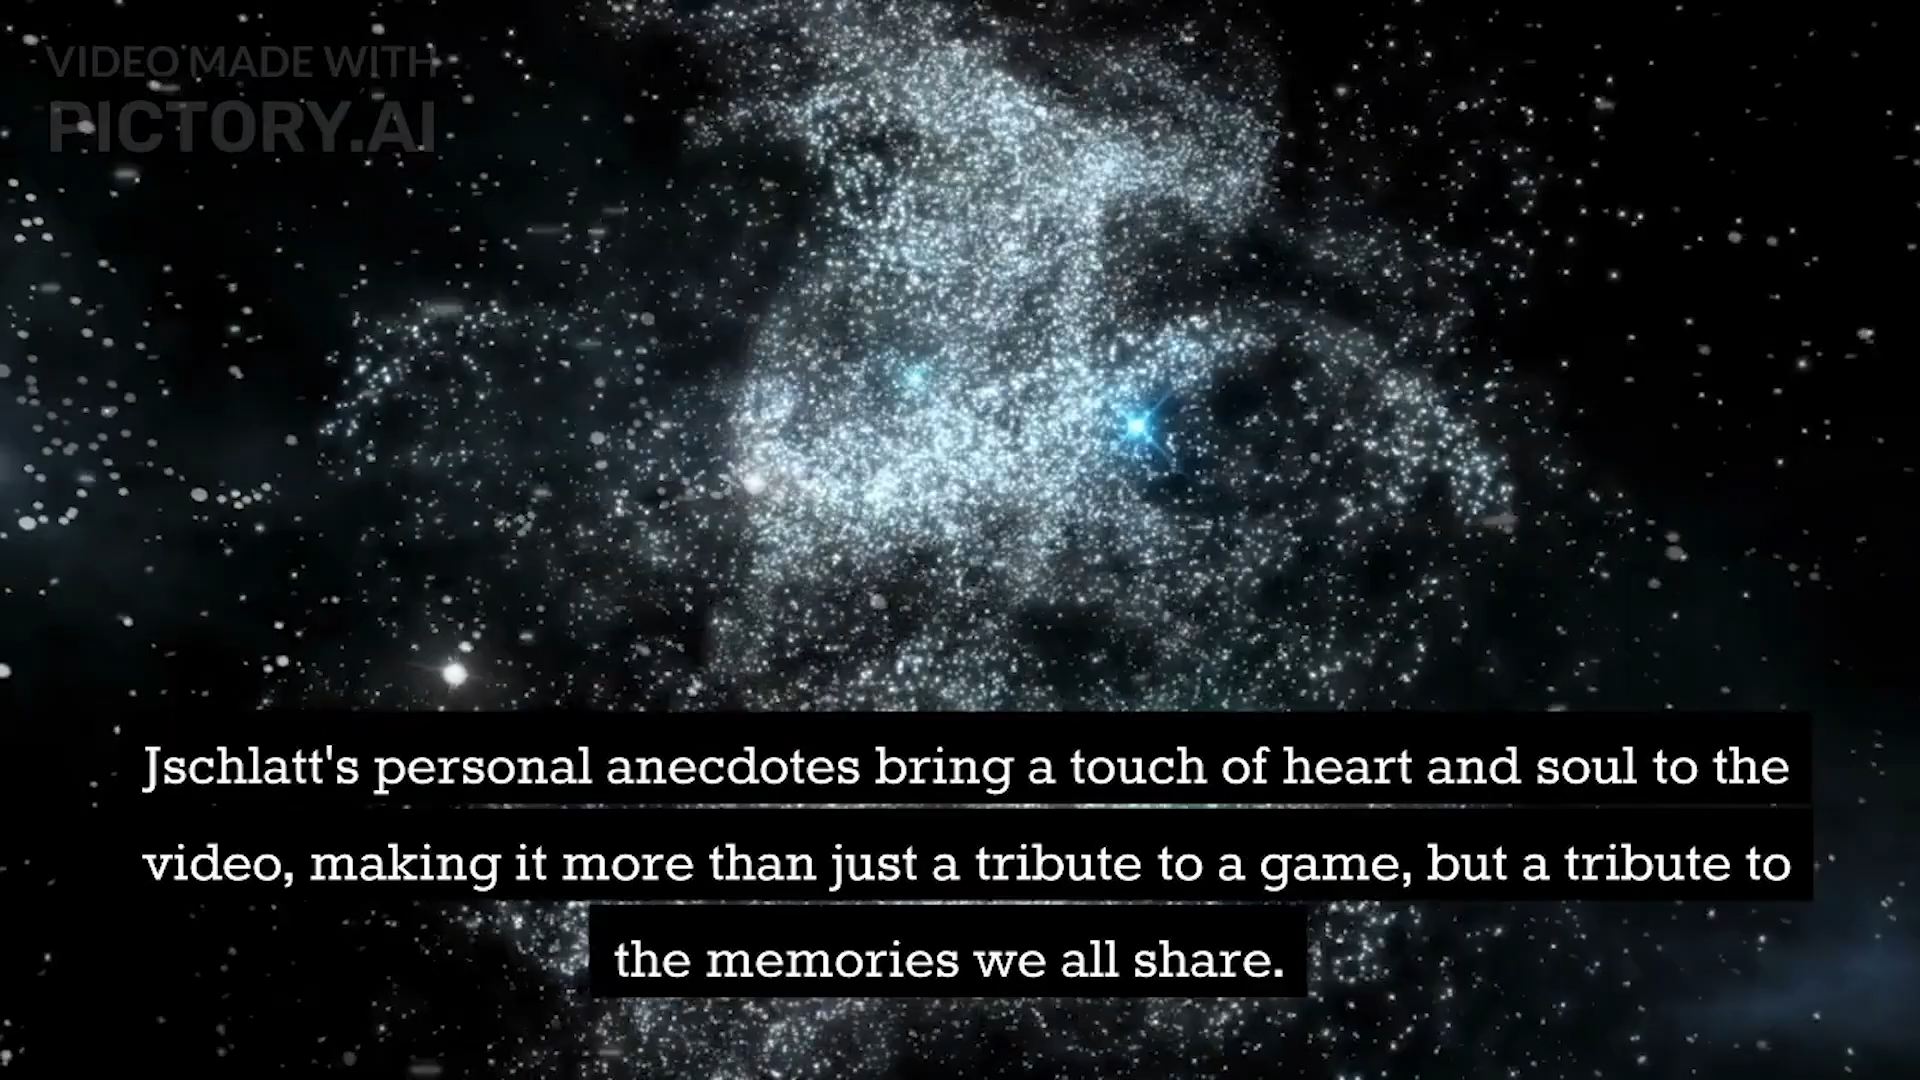 VIDEO MADE WITH
PICTORY.AI
Jschlatt's personal anecdotes bring a touch of heart and soul to the
video, making it more than just a tribute to a game, but a tribute to
the memories we all share.